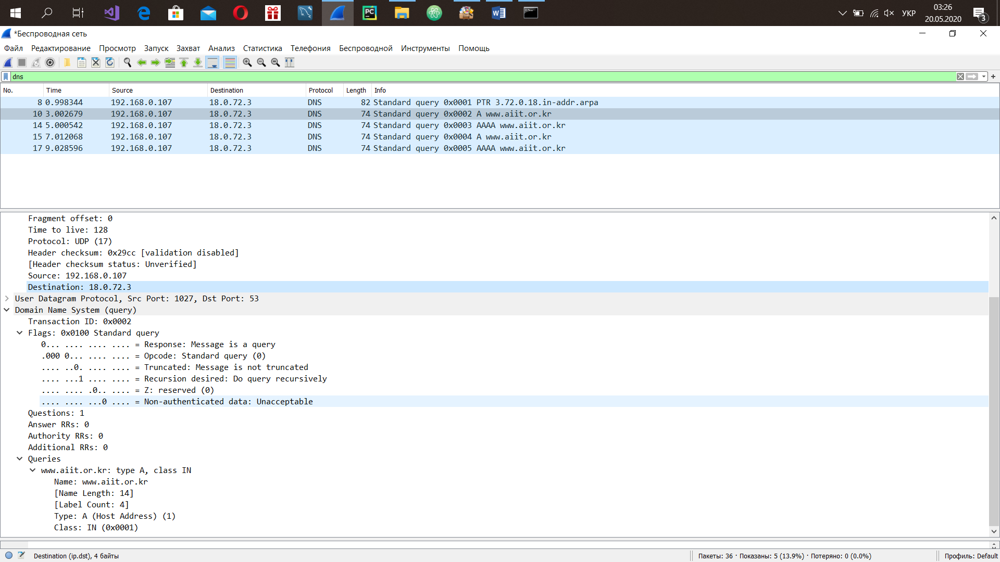 УКР
03:26
20.05.2020
3
PC
*Беспроводная сеть
Файл Редактирование Просмотр Запуск Захват Анализ Статистика Телефония Беспроводной Инструменты Помощь
dns
No. Time Source Destination Protocol Length Info
8 0.998344 192.168.0.107 18.0.72.3 DNS 82 Standard query 0x0001 PTR 3.72.0.18.in-addr.arpa
10 3.002679 192.168.0.107 18.0.72.3 DNS 74 Standard query 0x0002 A www.aiit.or.kr
14 5.000542 192.168.0.107 18.0.72.3 DNS 74 Standard query 0x0003 AAAA www.aiit.or.kr
15 7.012068 192.168.0.107 18.0.72.3 DNS 74 Standard query 0x0004 A www.aiit.or.kr
17 9.028596 192.168.0.107 18.0.72.3 DNS 74 Standard query 0x0005 AAAA www.aiit.or.kr
Fragment offset: 0
Time to live: 128
Protocol: UDP (17)
Header checksum: 0x29cc [validation disabled]
[Header checksum status: Unverified]
Source: 192.168.0.107
Destination: 18.0.72.3
User Datagram Protocol, Src Port: 1027, Dst Port: 53
Domain Name System (query)
Transaction ID: 0x0002
Flags: 0x0100 Standard query
0... .... .... .... = Response: Message is a query
.000 0... .... .... = Opcode: Standard query (0)
.... ..0. .... .... = Truncated: Message is not truncated
.... ...1 .... .... = Recursion desired: Do query recursively
.... .... .0.. .... = Z: reserved (0)
.... .... ...0 .... = Non-authenticated data: Unacceptable
Questions: 1
Answer RRs: 0
Authority RRs: 0
Additional RRs: 0
Queries
www.aiit.or.kr: type A, class IN
Name: www.aiit.or.kr
[Name Length: 14]
[Label Count: 4]
Type: A (Host Address) (1)
Class: IN (0x0001)
Destination (ip.dst), 4 байты
Пакеты: 36 · Показаны: 5 (13.9%) · Потеряно: 0 (0.0%)
Профиль: Default